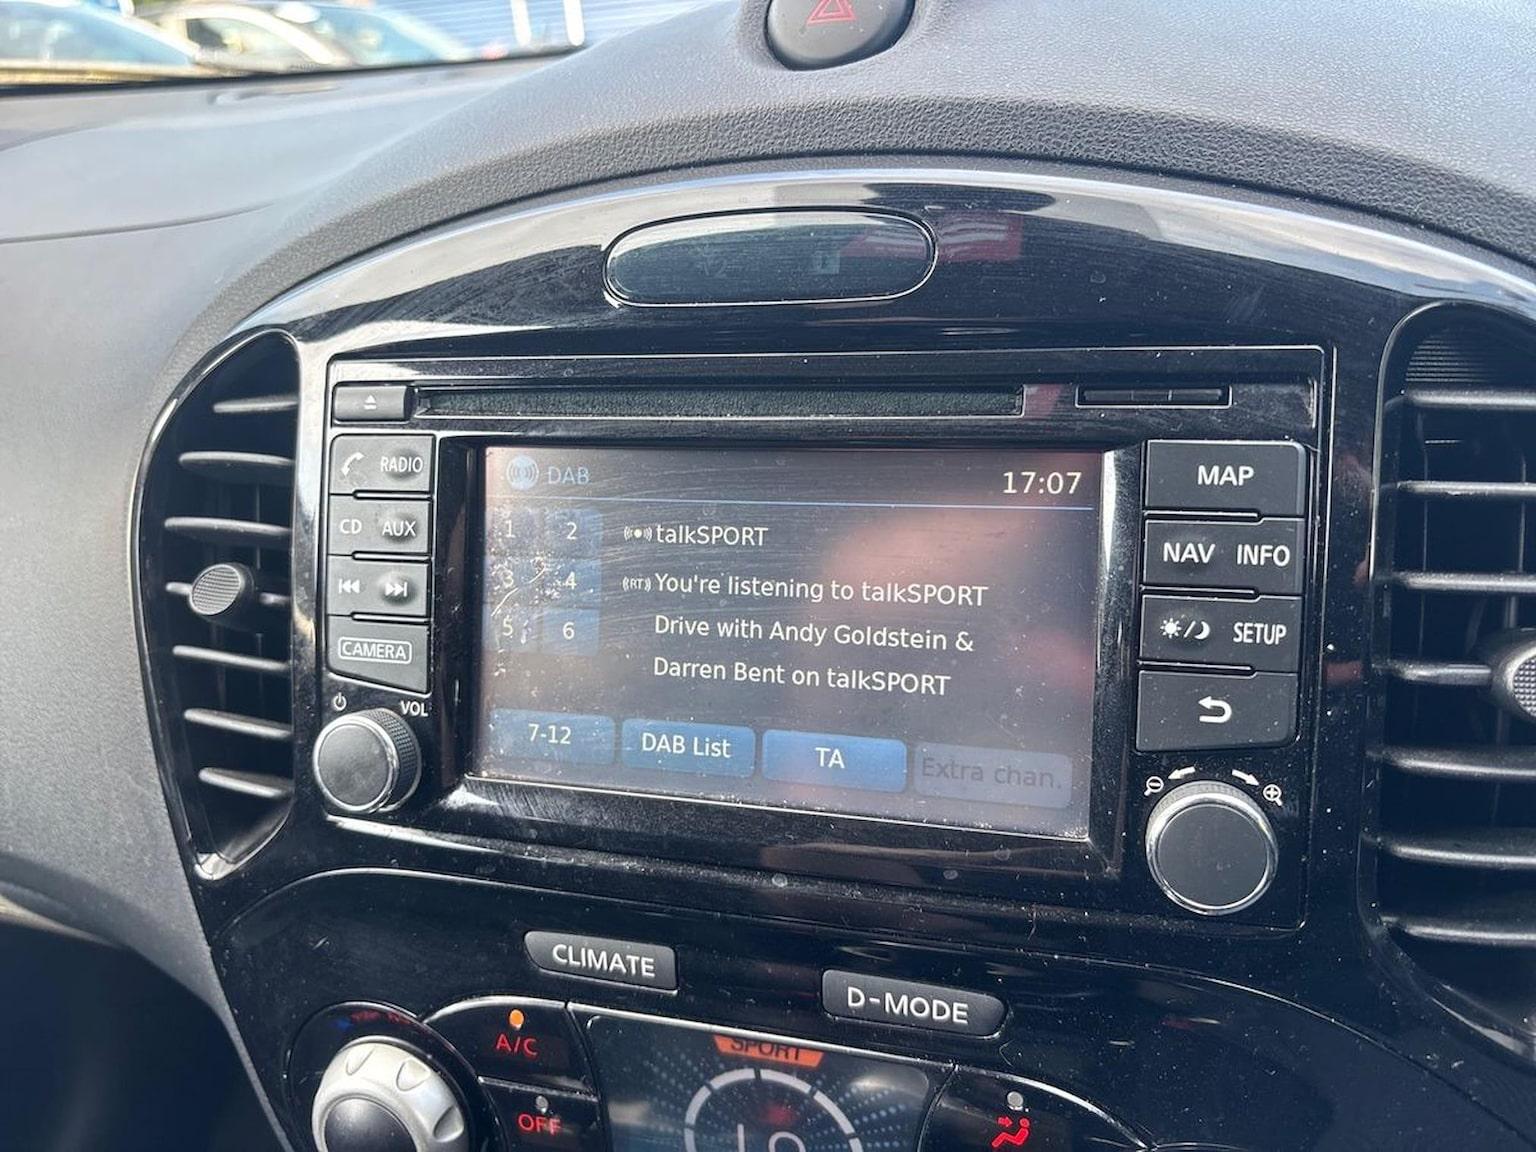 RADIO
CD AUX
CAMERA
VOL
DAB
17:07
1 2
3 4
5 6
talkSPORT
(RT) You're listening to talkSPORT
Drive with Andy Goldstein &
Darren Bent on talkSPORT
7-12 DAB List TA Extra chan.
MAP
NAV INFO
SETUP
CLIMATE
D-MODE
A/C
OFF
SPORT